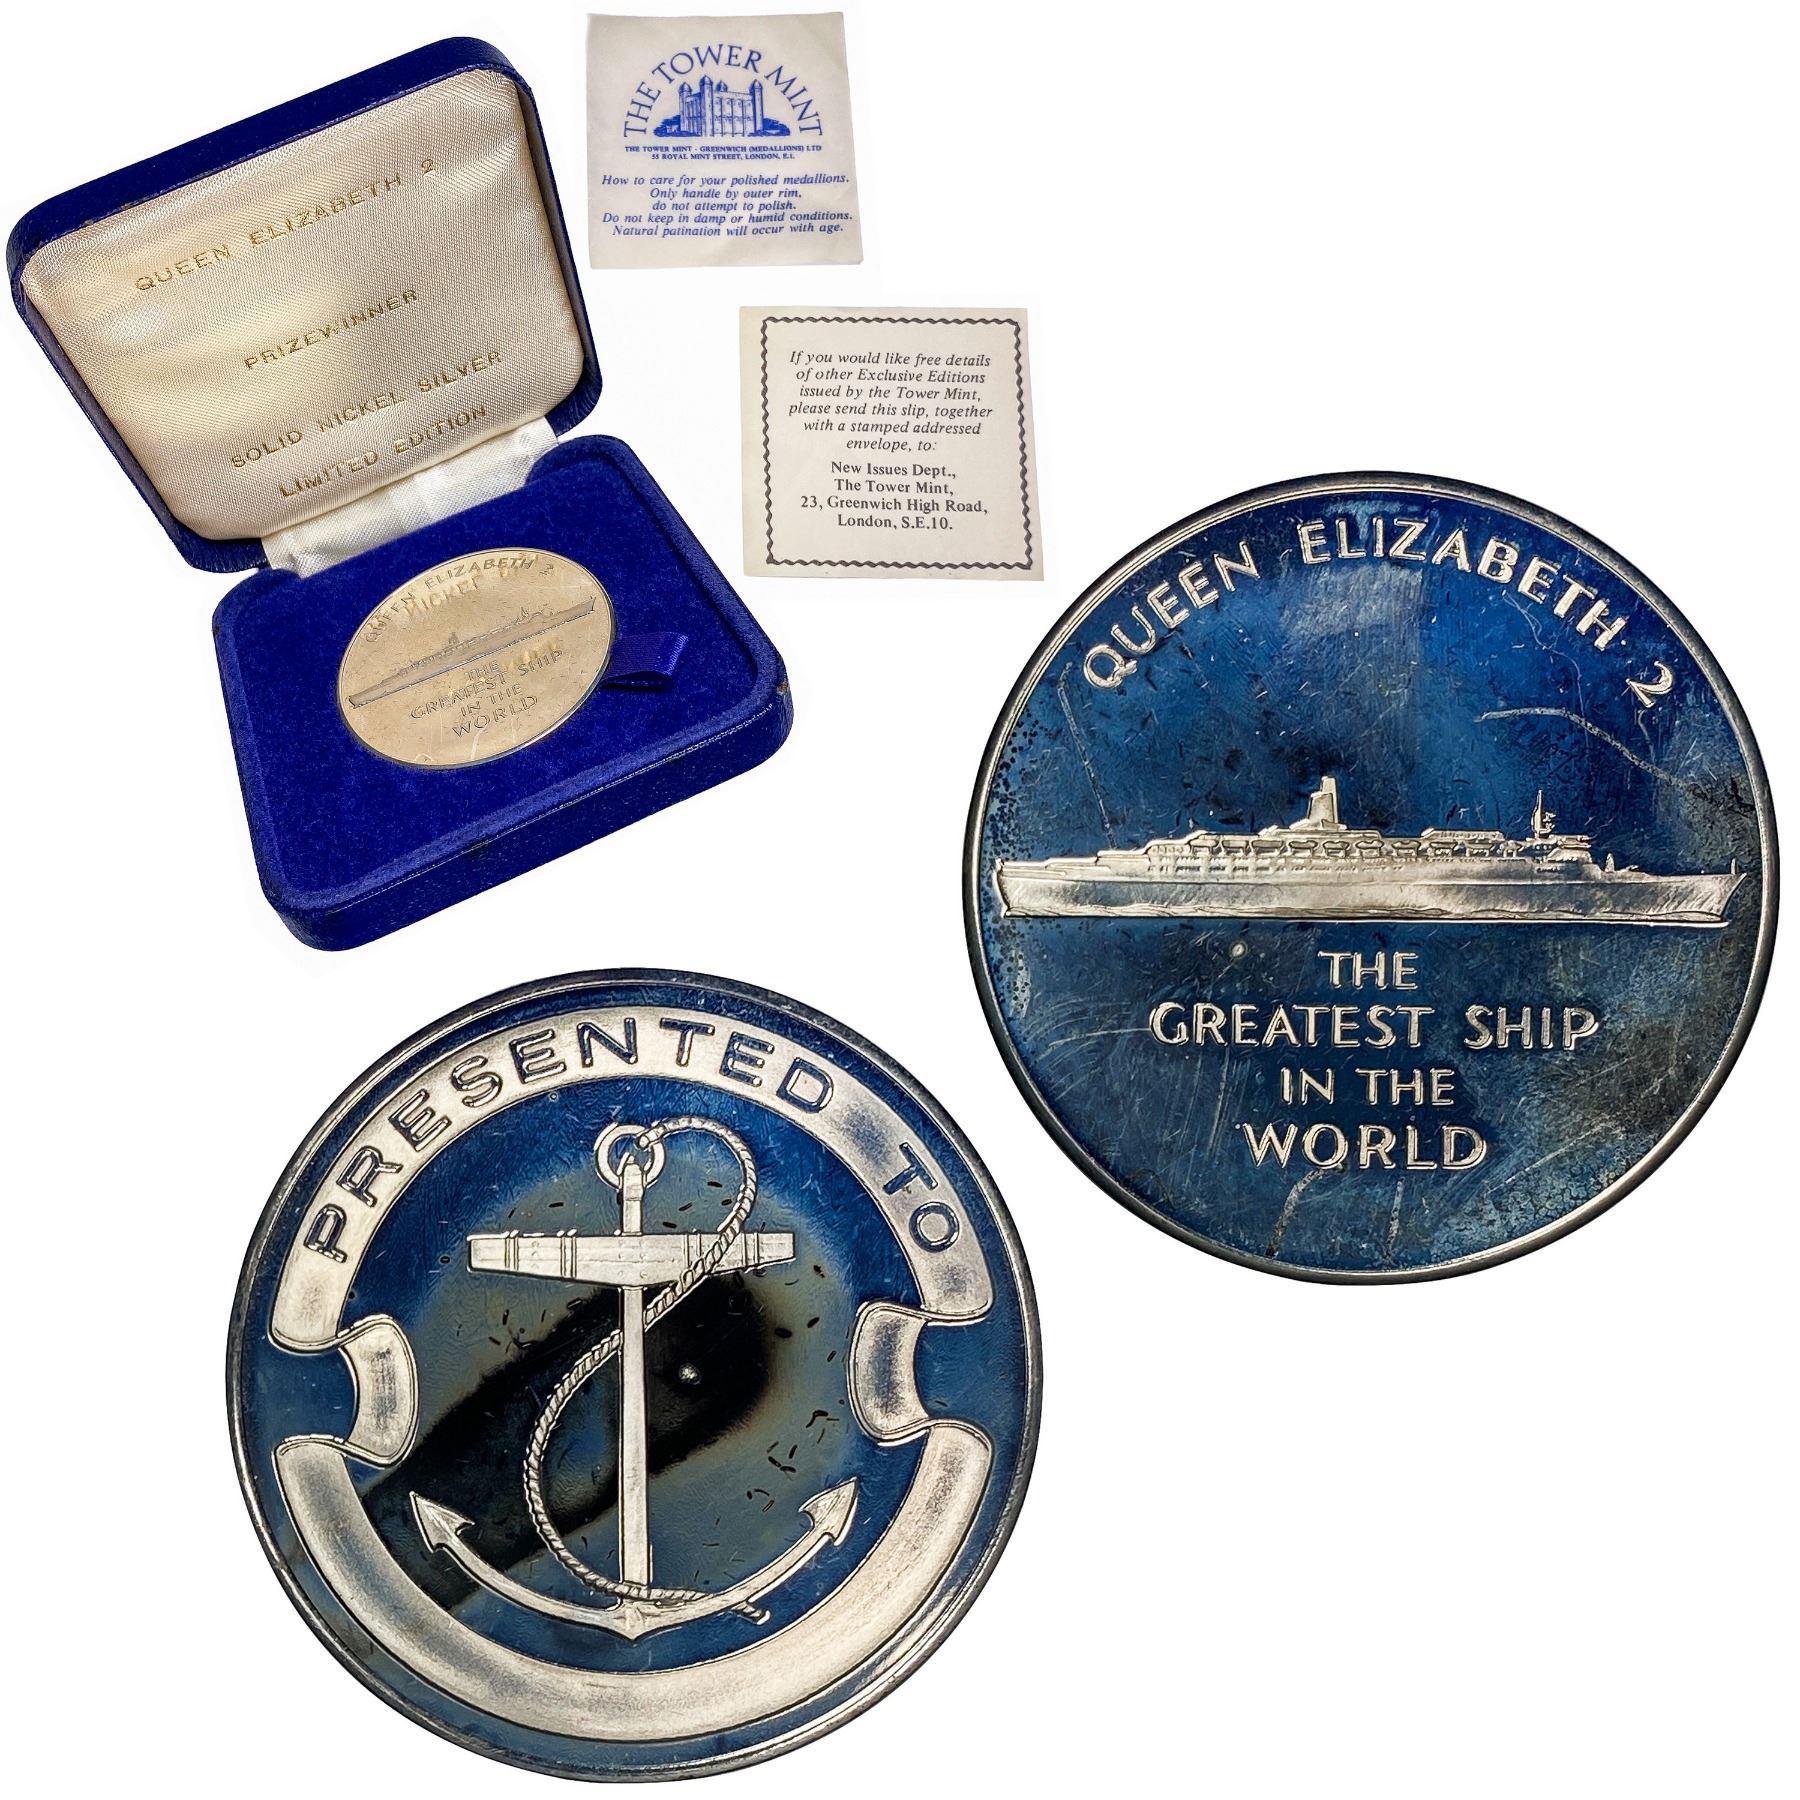 QUEEN ELIZABETH 2
PRIZEWINNER
SOLID NICKEL SILVER
LIMITED EDITION
QUEEN ELIZABETH 2
THE
GREATEST SHIP
IN THE
WORLD
THE TOWER MINT
THE TOWER MINT - GREENWICH (MEDALLIONS) LTD
55 ROYAL MINT STREET, LONDON, E.1.
How to care for your polished medallions.
Only handle by outer rim,
do not attempt to polish.
Do not keep in damp or humid conditions.
Natural patination will occur with age.
If you would like free details
of other Exclusive Editions
issued by the Tower Mint,
please send this slip, together
with a stamped addressed
envelope, to:
New Issues Dept.,
The Tower Mint,
23, Greenwich High Road,
London, S.E.10.
QUEEN ELIZABETH 2
THE
GREATEST SHIP
IN THE
WORLD
PRESENTED TO